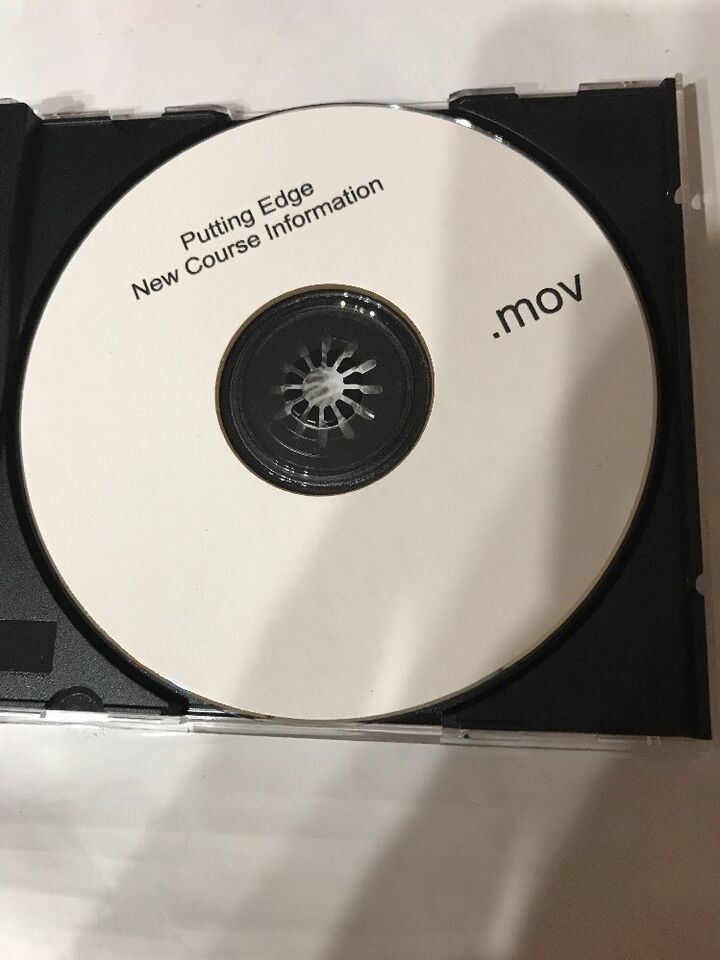 Putting Edge
New Course Information
.mov